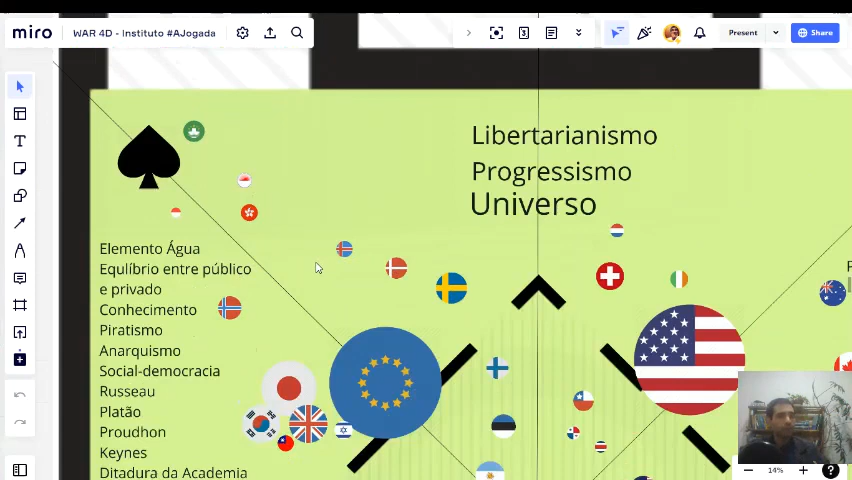 miro
WAR 4D - Instituto #AJogada
3
Present
Share
Libertarianismo
Progressismo
Universo
Elemento Água
Equlíbrio entre público
e privado
Conhecimento
Piratismo
Anarquismo
Social-democracia
Russeau
Platão
Proudhon
Keynes
Ditadura da Academia
14%